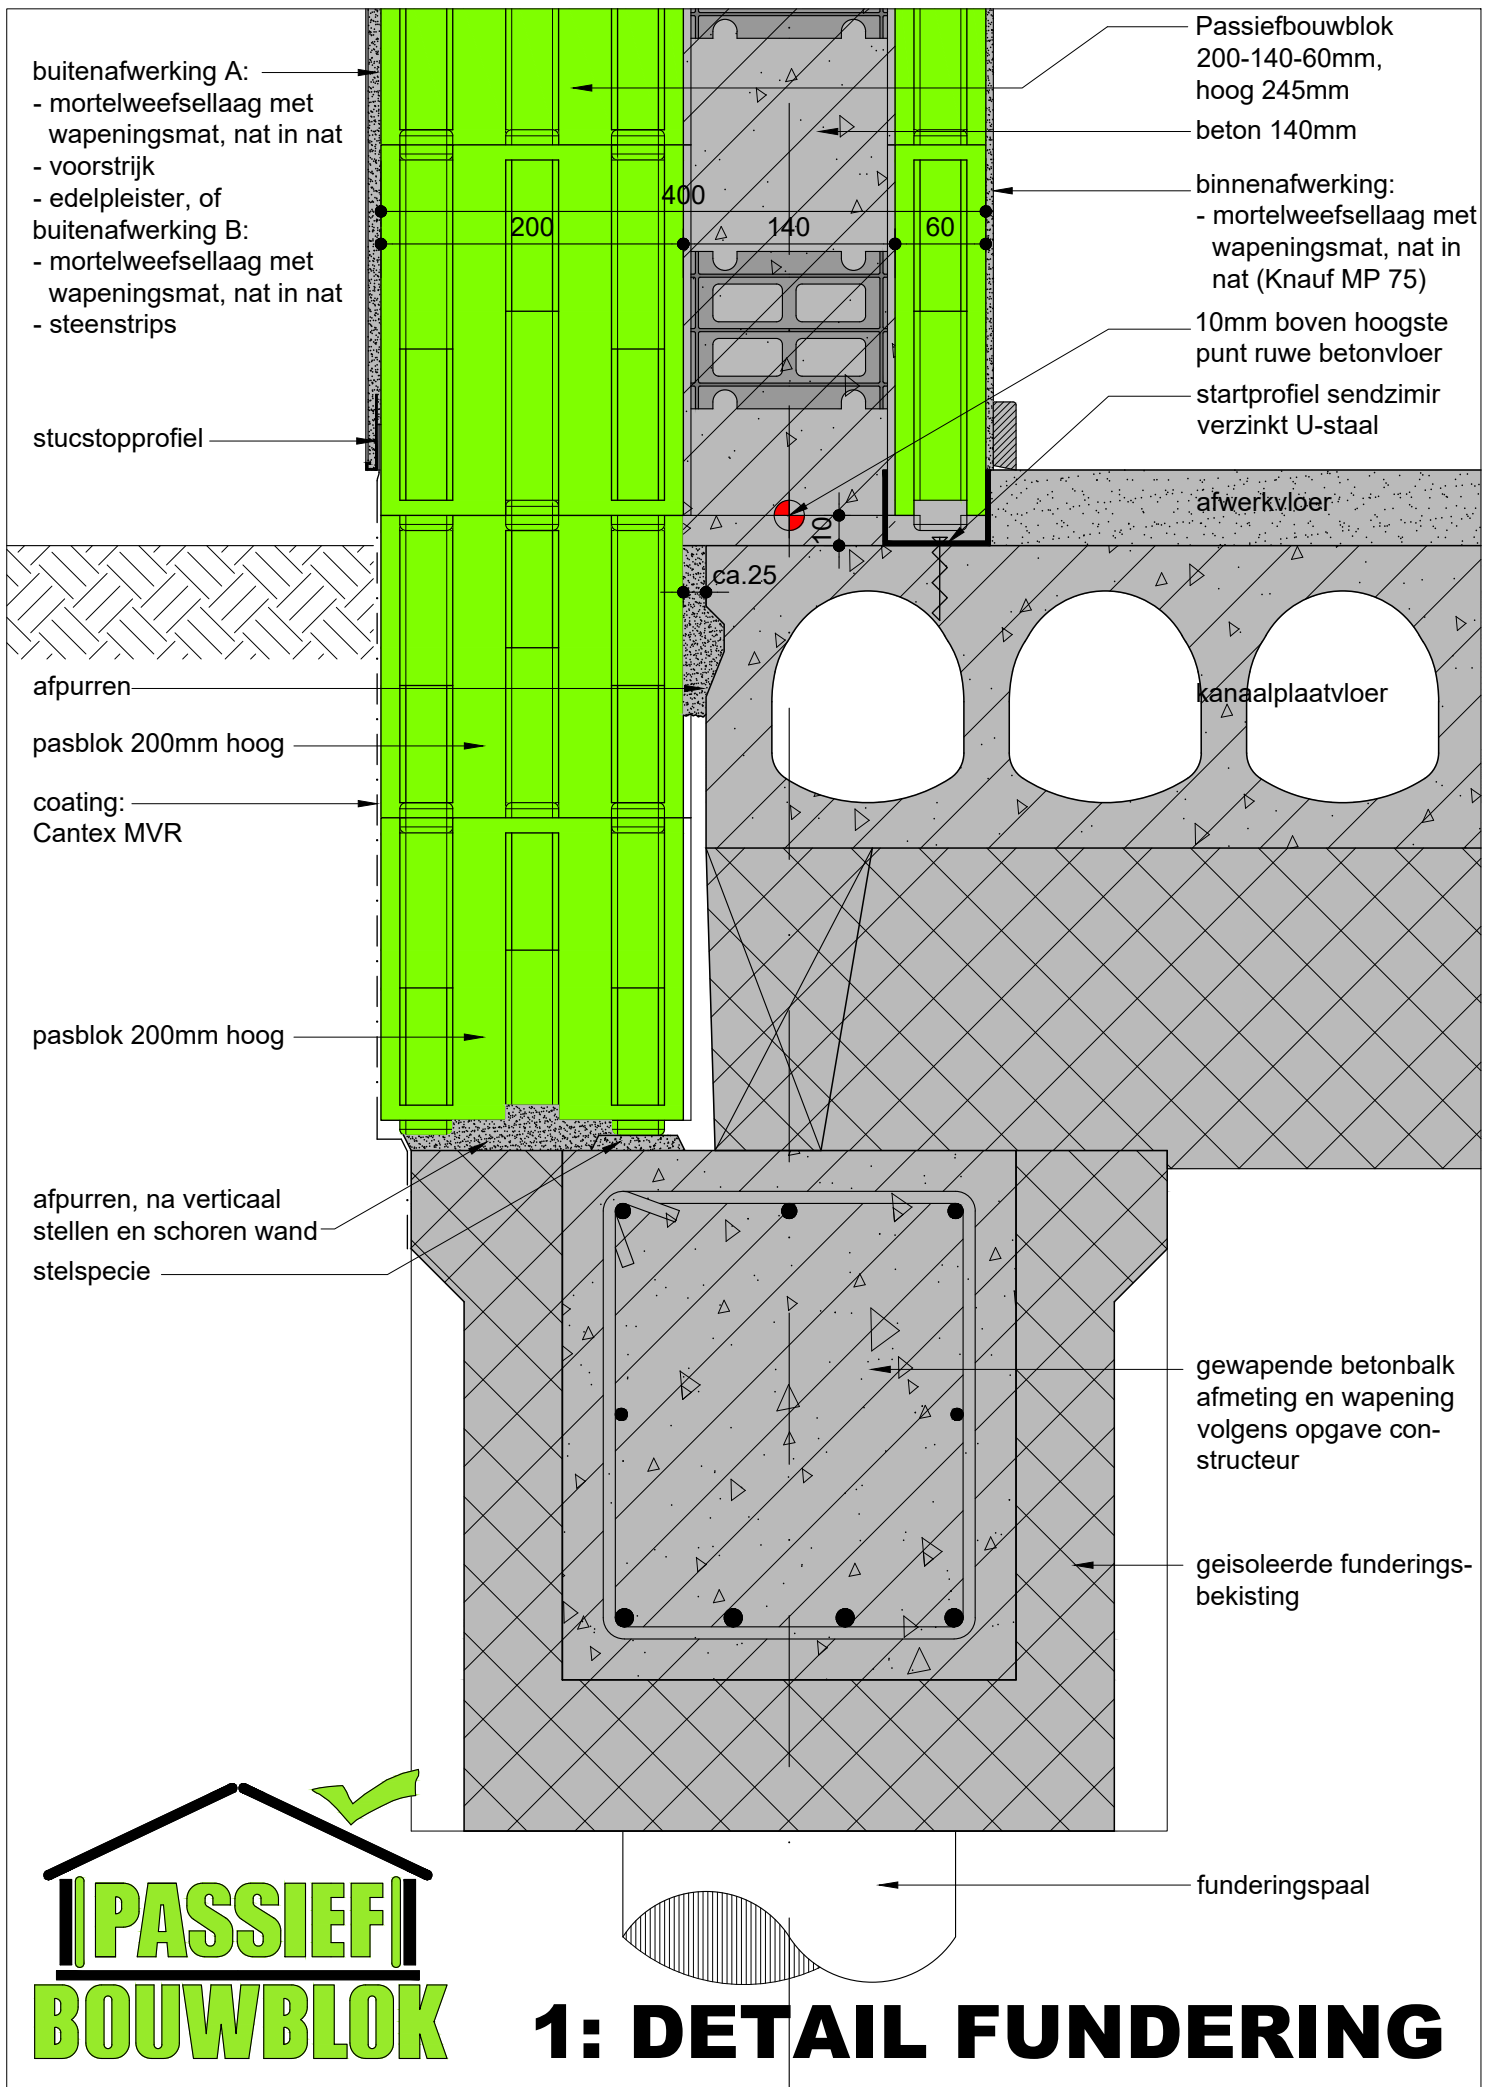 buitenafwerking A:
- mortelweefsellaag met
wapeningsmat, nat in nat
- voorstrijk
- edelpleister, of
buitenafwerking B:
- mortelweefsellaag met
wapeningsmat, nat in nat
- steenstrips
stucstopprofiel
afpurren
pasblok 200mm hoog
coating:
Cantex MVR
pasblok 200mm hoog
afpurren, na verticaal
stellen en schoren wand
stelspecie
400
200
140
60
10
ca.25
Passiefbouwblok
200-140-60mm,
hoog 245mm
beton 140mm
binnenafwerking:
- mortelweefsellaag met
wapeningsmat, nat in
nat (Knauf MP 75)
10mm boven hoogste
punt ruwe betonvloer
startprofiel sendzimir
verzinkt U-staal
afwerkvloer
kanaalplaatvloer
gewapende betonbalk
afmeting en wapening
volgens opgave con-
structeur
geisoleerde funderings-
bekisting
funderingspaal
PASSIEF
BOUWBLOK
1: DETAIL FUNDERING